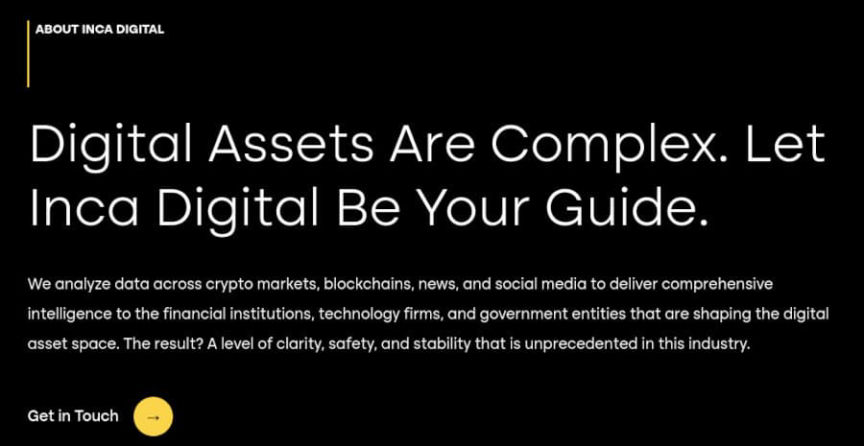 ABOUT INCA DIGITAL
Digital Assets Are Complex. Let
Inca Digital Be Your Guide.
We analyze data across crypto markets, blockchains, news, and social media to deliver comprehensive
intelligence to the financial institutions, technology firms, and government entities that are shaping the digital
asset space. The result? A level of clarity, safety, and stability that is unprecedented in this industry.
Get in Touch →